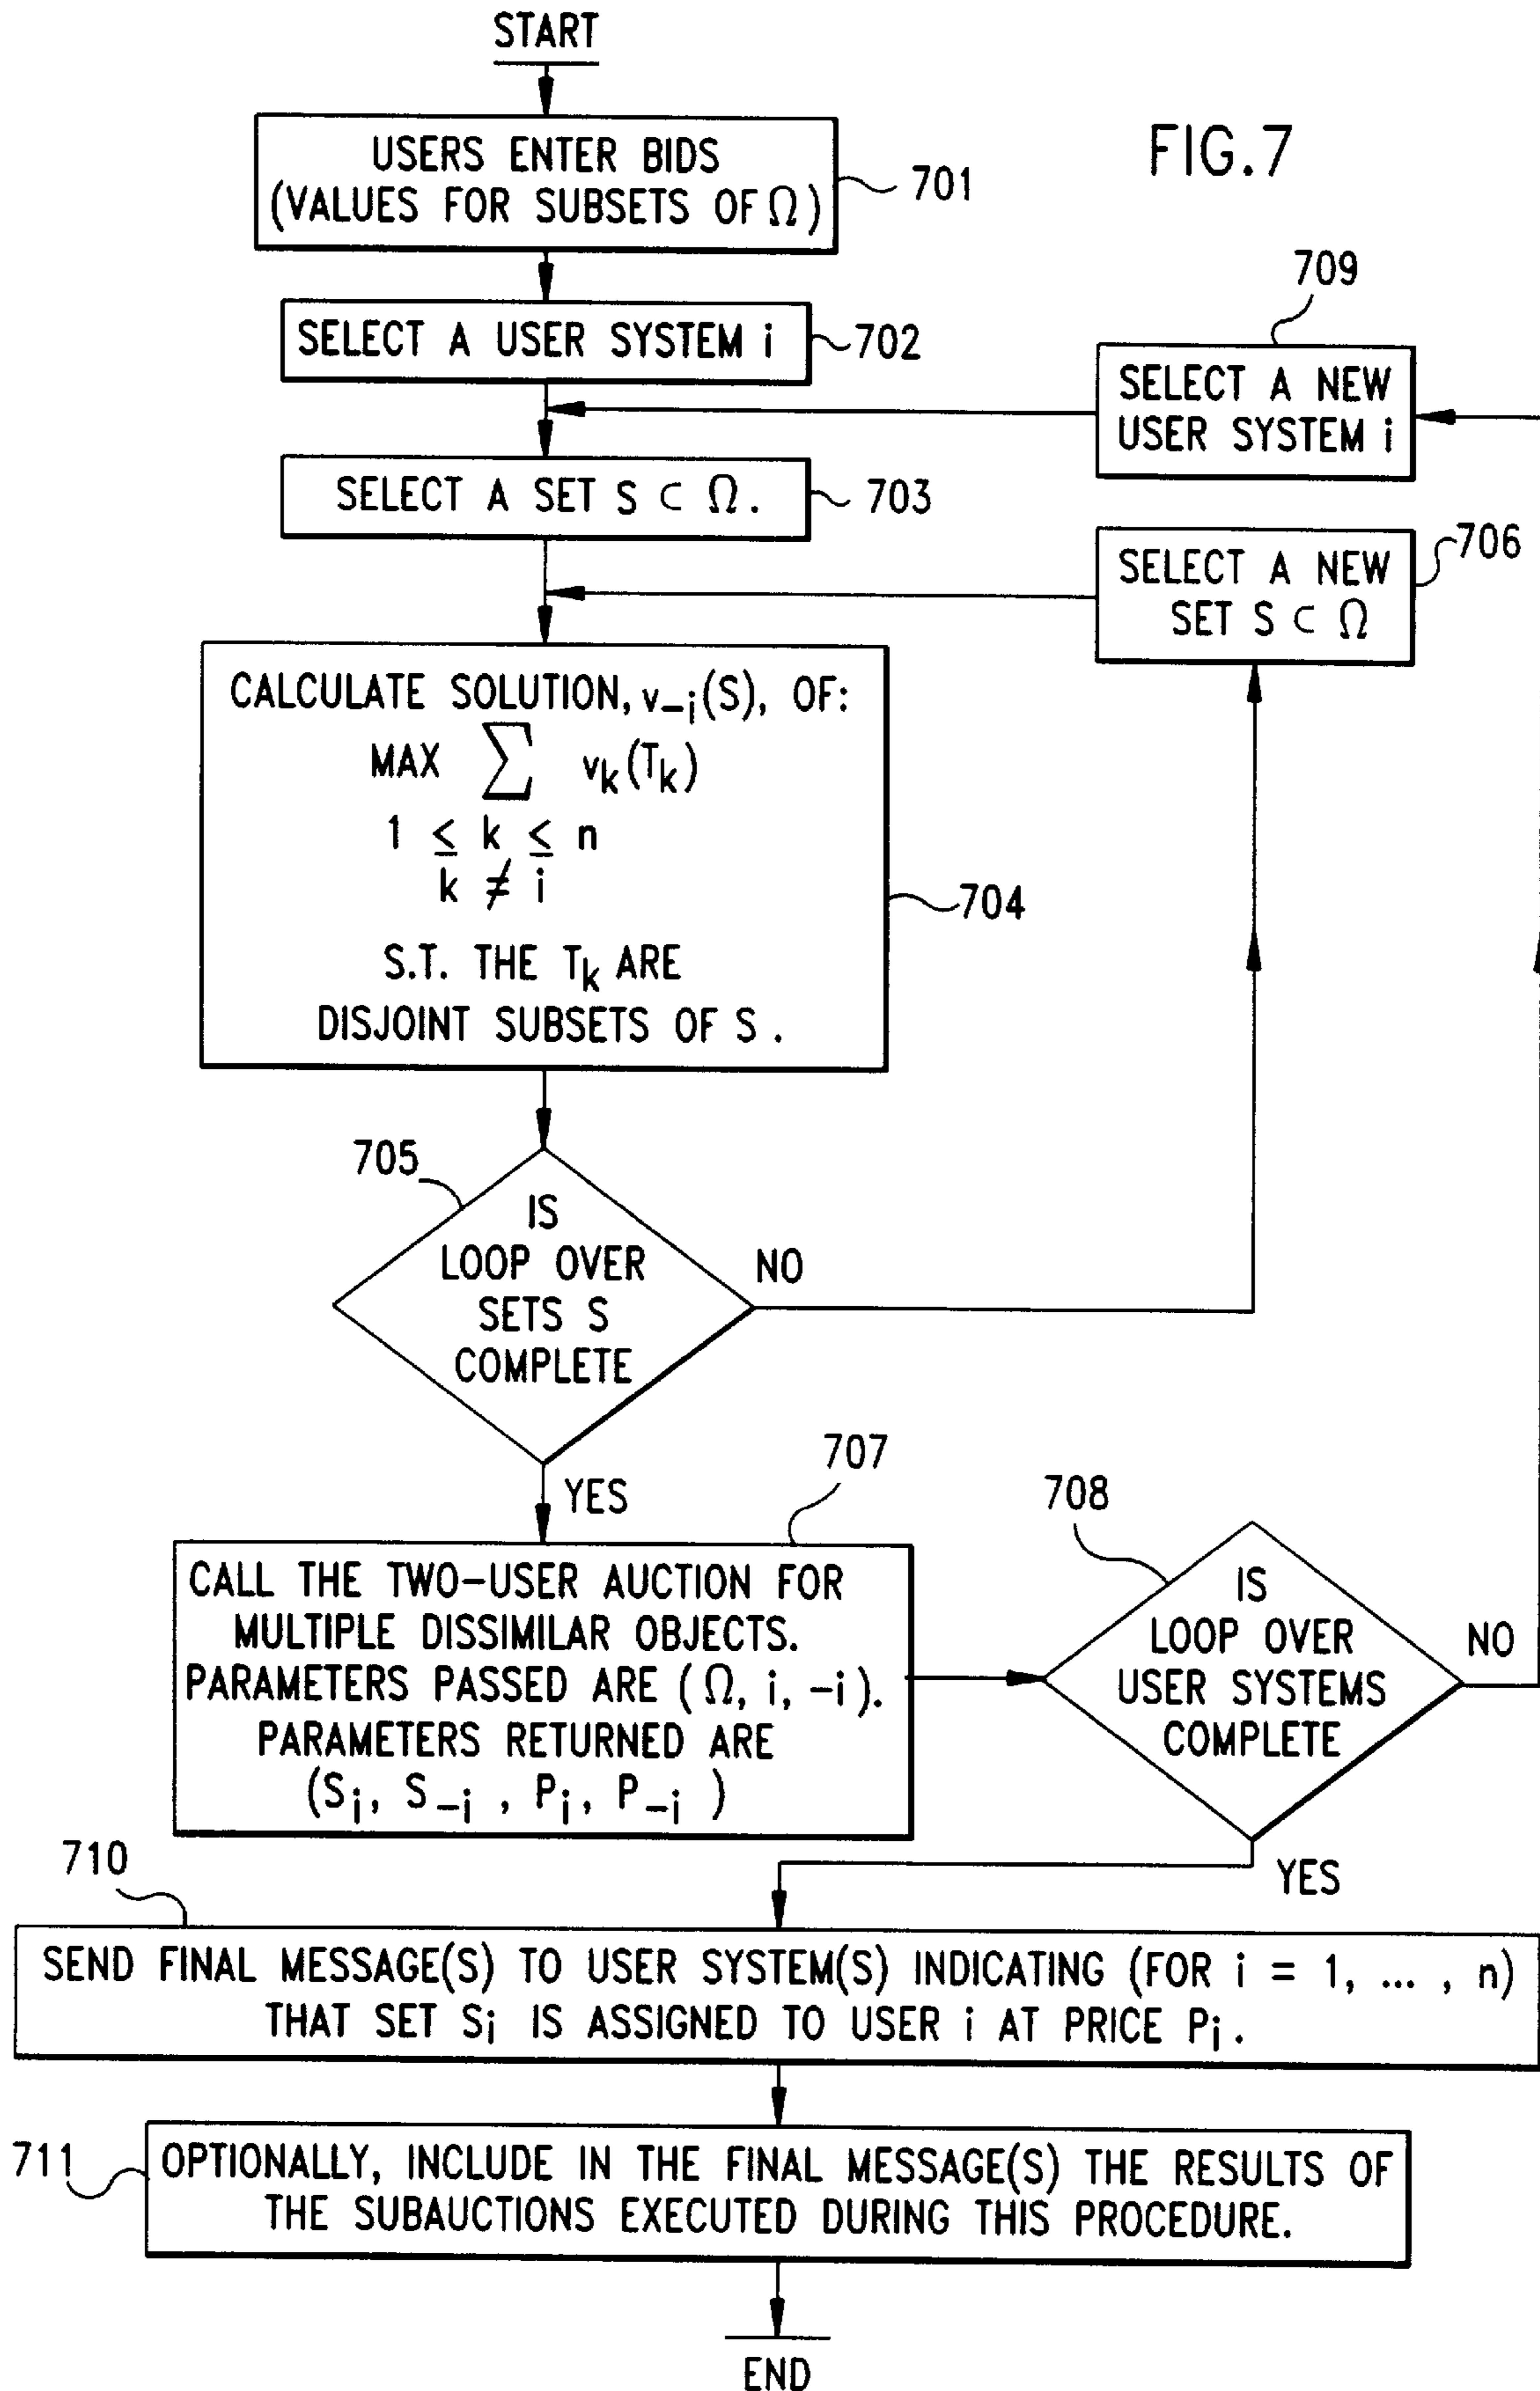 START
FIG.7
USERS ENTER BIDS
(VALUES FOR SUBSETS OF Ω)
701
SELECT A USER SYSTEM i
702
709
SELECT A NEW
USER SYSTEM i
SELECT A SET S ⊂ Ω.
703
706
SELECT A NEW
SET S ⊂ Ω
CALCULATE SOLUTION, v₋ᵢ(S), OF:
MAX ∑ vₖ(Tₖ)
1 ≤ k ≤ n
k ≠ i
S.T. THE Tₖ ARE
DISJOINT SUBSETS OF S.
704
705
IS
LOOP OVER
SETS S
COMPLETE
NO
YES
707
CALL THE TWO-USER AUCTION FOR
MULTIPLE DISSIMILAR OBJECTS.
PARAMETERS PASSED ARE (Ω, i, -i).
PARAMETERS RETURNED ARE
(Sᵢ, S₋ᵢ, Pᵢ, P₋ᵢ)
708
IS
LOOP OVER
USER SYSTEMS
COMPLETE
NO
YES
710
SEND FINAL MESSAGE(S) TO USER SYSTEM(S) INDICATING (FOR i = 1, ... , n)
THAT SET Sᵢ IS ASSIGNED TO USER i AT PRICE Pᵢ.
711
OPTIONALLY, INCLUDE IN THE FINAL MESSAGE(S) THE RESULTS OF
THE SUBAUCTIONS EXECUTED DURING THIS PROCEDURE.
END